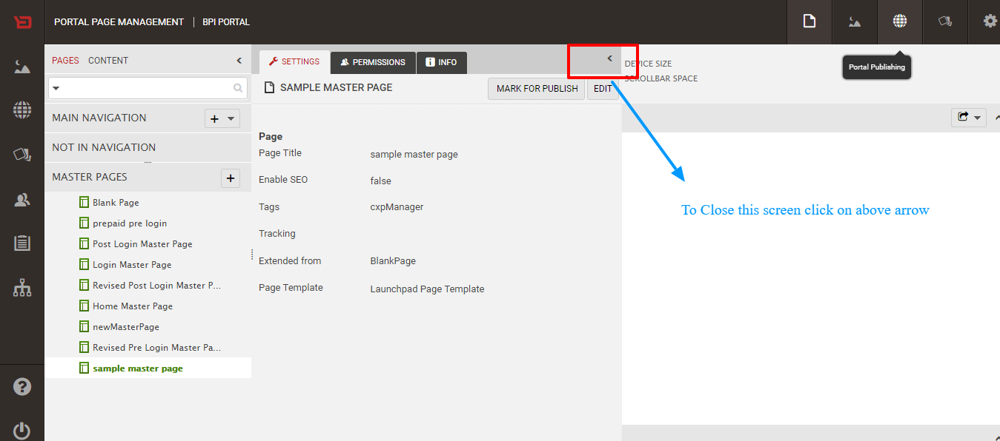 PORTAL PAGE MANAGEMENT | BPI PORTAL
PAGES CONTENT
SETTINGS PERMISSIONS INFO
DEVICE SIZE
SCROLLBAR SPACE
Portal Publishing
SAMPLE MASTER PAGE
MARK FOR PUBLISH EDIT
MAIN NAVIGATION
NOT IN NAVIGATION
MASTER PAGES
Blank Page
prepaid pre login
Post Login Master Page
Login Master Page
Revised Post Login Master P...
Home Master Page
newMasterPage
Revised Pre Login Master Pa...
sample master page
Page
Page Title sample master page
Enable SEO false
Tags cxpManager
Tracking
Extended from BlankPage
Page Template Launchpad Page Template
To Close this screen click on above arrow